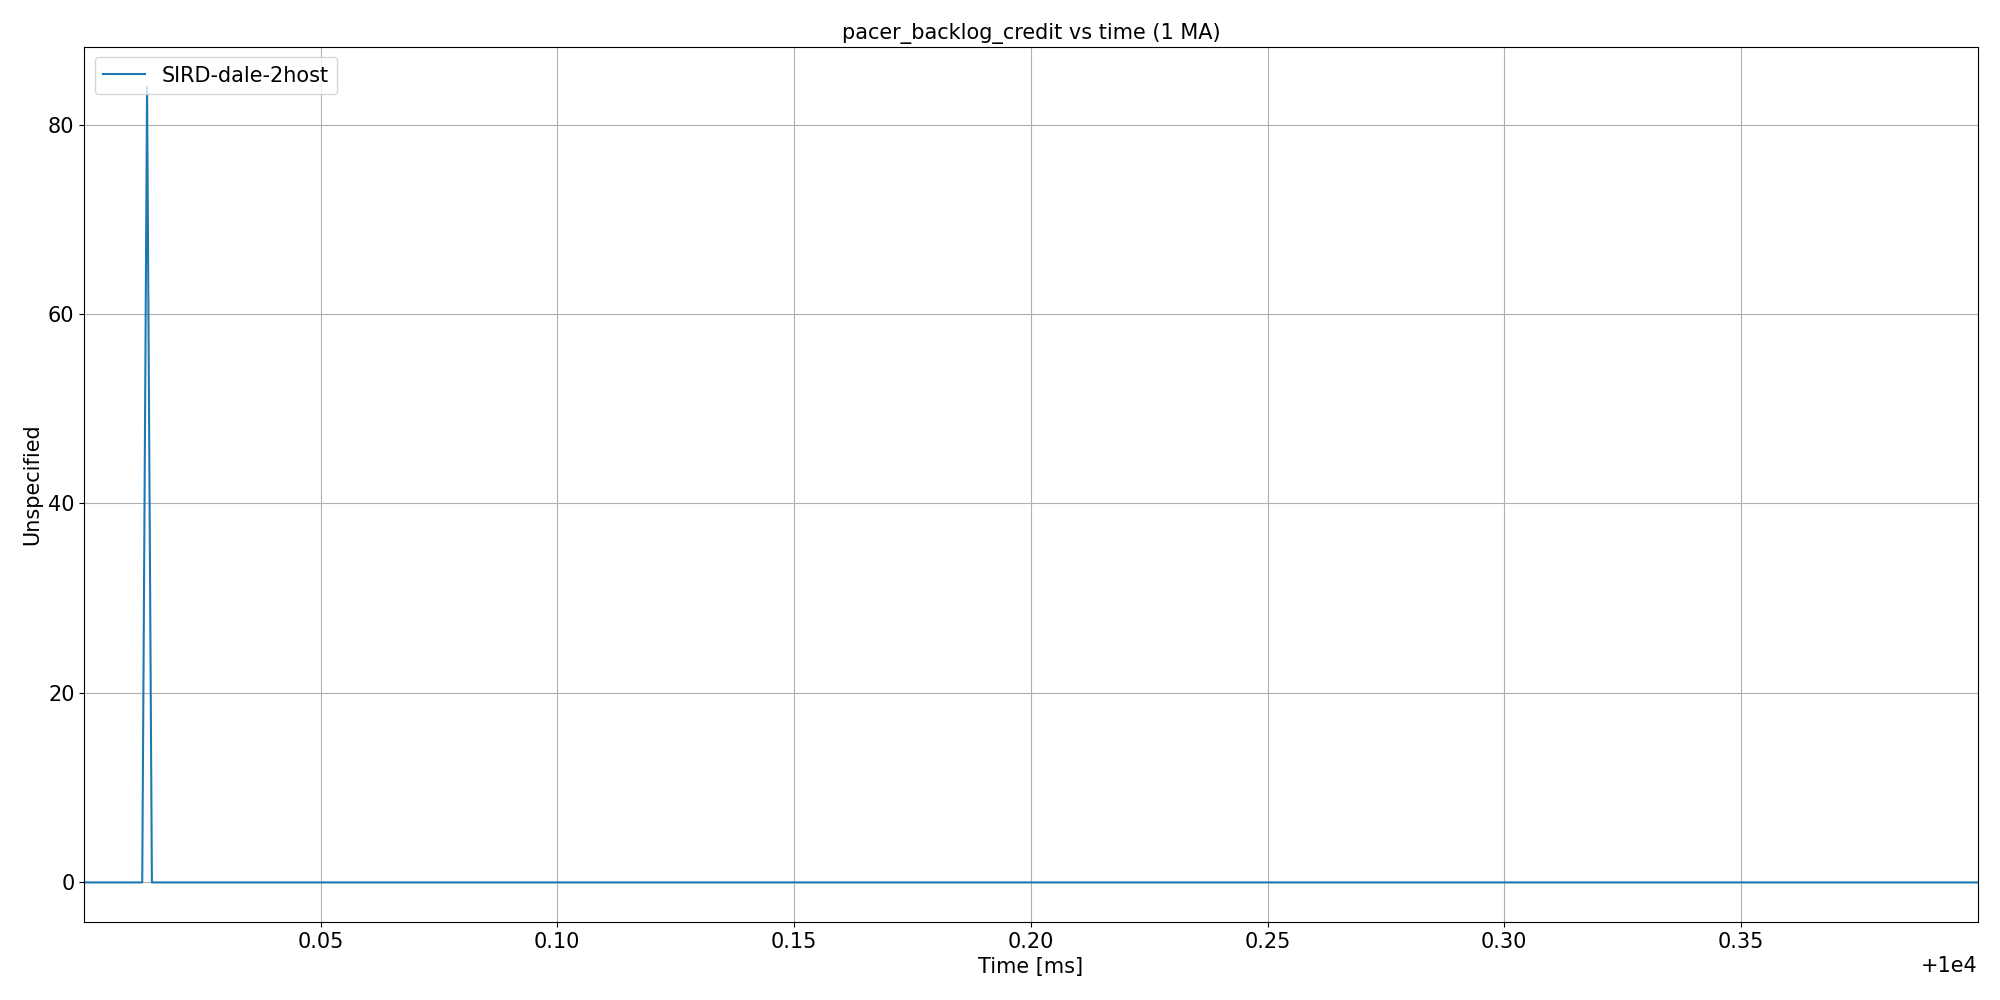 pacer_backlog_credit vs time (1 MA)
SIRD-dale-2host
80
60
40
20
0
Unspecified
0.05 0.10 0.15 0.20 0.25 0.30 0.35
Time [ms]
+1e4